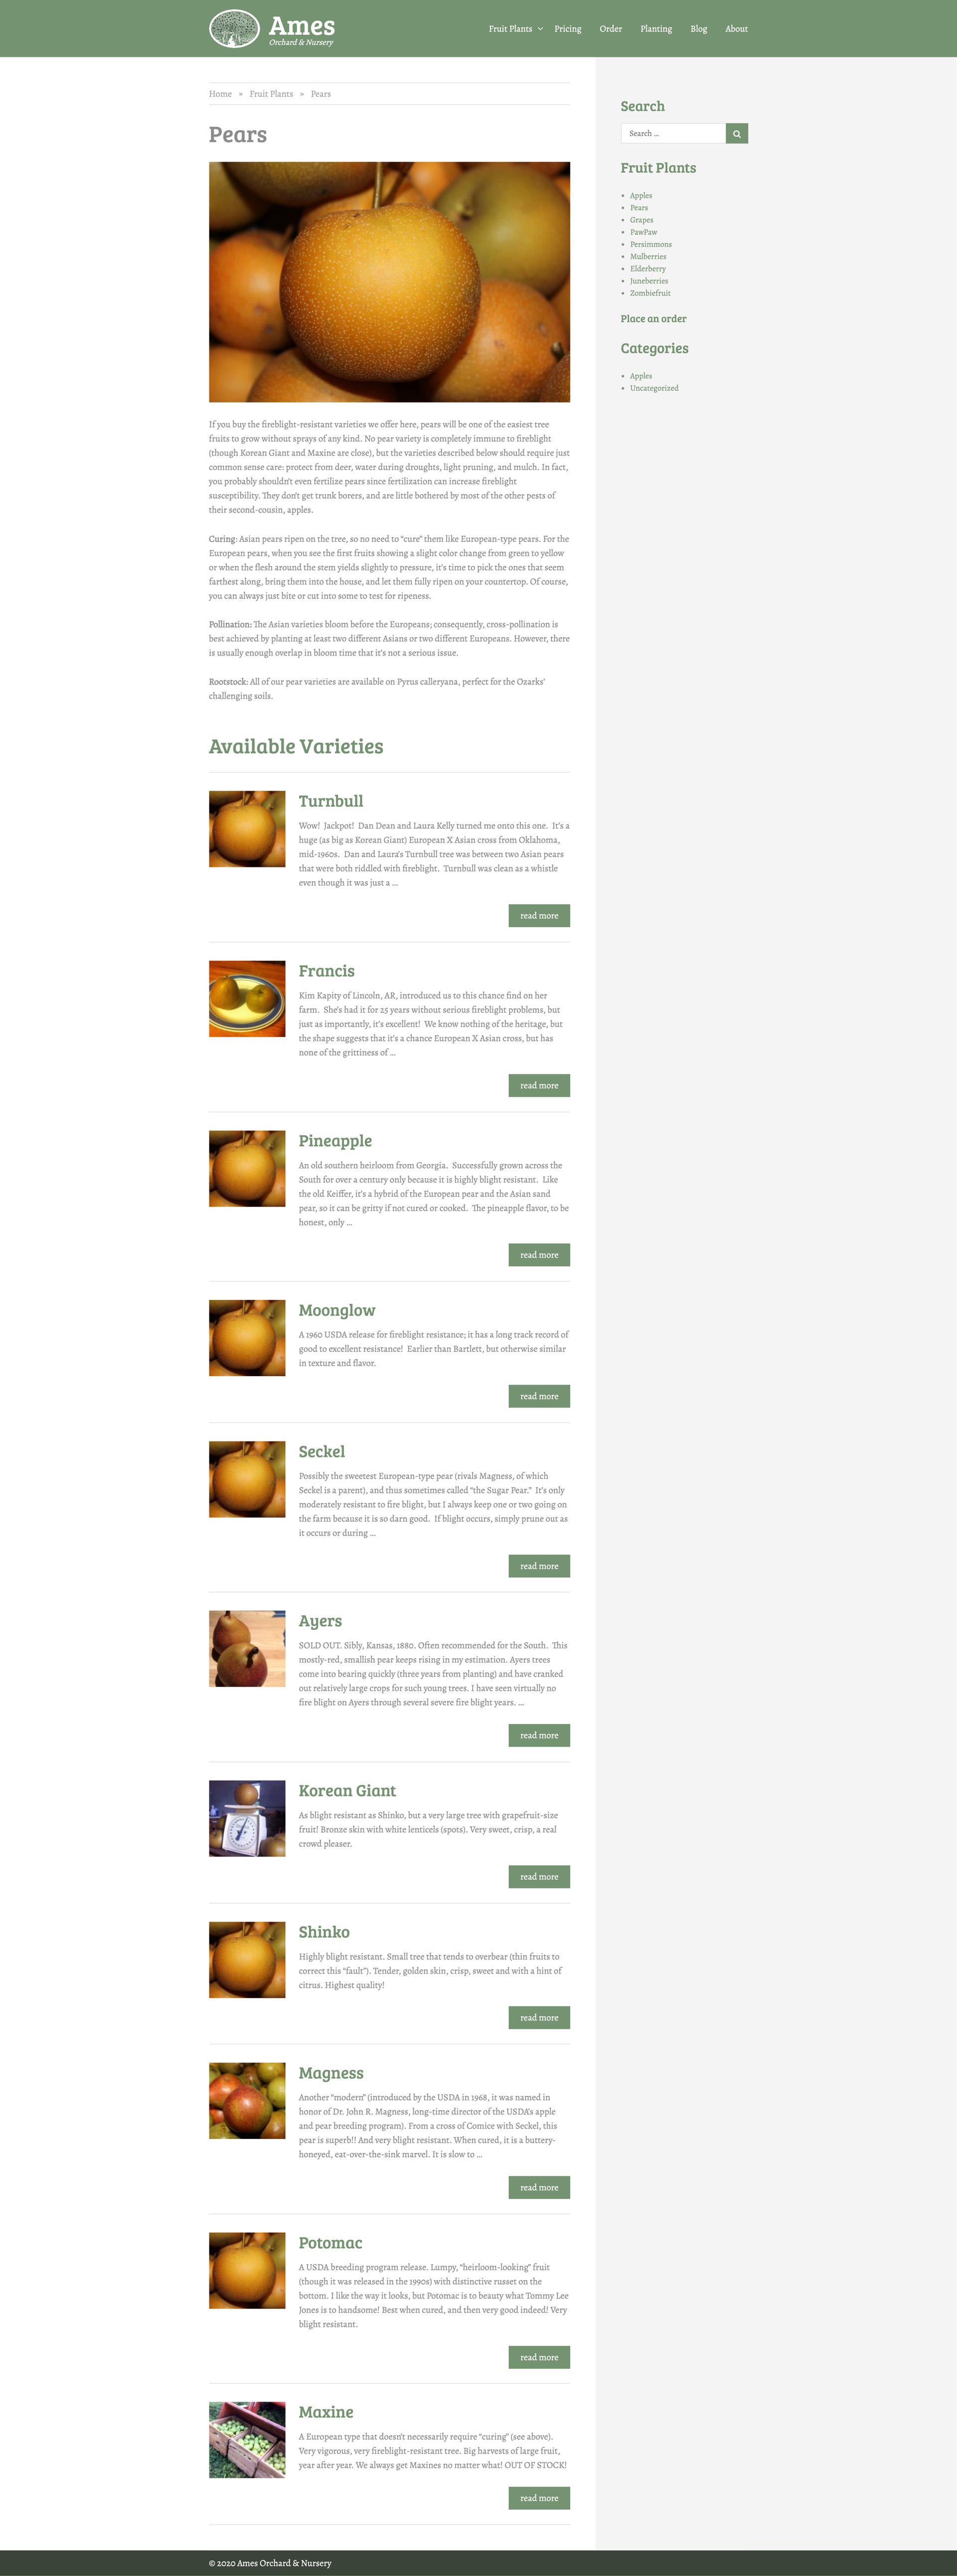 Ames
Orchard & Nursery
Fruit Plants
Pricing
Order
Planting
Blog
About
Home » Fruit Plants » Pears
Pears
If you buy the fireblight-resistant varieties we offer here, pears will be one of the easiest tree
fruits to grow without sprays of any kind. No pear variety is completely immune to fireblight
(though Korean Giant and Maxine are close), but the varieties described below should require just
common sense care: protect from deer, water during droughts, light pruning, and mulch. In fact,
you probably shouldn't even fertilize pears since fertilization can increase fireblight
susceptibility. They don't get trunk borers, and are little bothered by most of the other pests of
their second-cousin, apples.
Curing: Asian pears ripen on the tree, so no need to “cure” them like European-type pears. For the
European pears, when you see the first fruits showing a slight color change from green to yellow
or when the flesh around the stem yields slightly to pressure, it's time to pick the ones that seem
farthest along, bring them into the house, and let them fully ripen on your countertop. Of course,
you can always just bite or cut into some to test for ripeness.
Pollination: The Asian varieties bloom before the Europeans; consequently, cross-pollination is
best achieved by planting at least two different Asians or two different Europeans. However, there
is usually enough overlap in bloom time that it's not a serious issue.
Rootstock: All of our pear varieties are available on Pyrus calleryana, perfect for the Ozarks'
challenging soils.
Available Varieties
Turnbull
Wow! Jackpot! Dan Dean and Laura Kelly turned me onto this one. It's a
huge (as big as Korean Giant) European X Asian cross from Oklahoma,
mid-1960s. Dan and Laura's Turnbull tree was between two Asian pears
that were both riddled with fireblight. Turnbull was clean as a whistle
even though it was just a ...
read more
Francis
Kim Kapity of Lincoln, AR, introduced us to this chance find on her
farm. She's had it for 25 years without serious fireblight problems, but
just as importantly, it's excellent! We know nothing of the heritage, but
the shape suggests that it's a chance European X Asian cross, but has
none of the grittiness of ...
read more
Pineapple
An old southern heirloom from Georgia. Successfully grown across the
South for over a century only because it is highly blight resistant. Like
the old Keiffer, it's a hybrid of the European pear and the Asian sand
pear, so it can be gritty if not cured or cooked. The pineapple flavor, to be
honest, only ...
read more
Moonglow
A 1960 USDA release for fireblight resistance; it has a long track record of
good to excellent resistance! Earlier than Bartlett, but otherwise similar
in texture and flavor.
read more
Seckel
Possibly the sweetest European-type pear (rivals Magness, of which
Seckel is a parent), and thus sometimes called “the Sugar Pear.” It's only
moderately resistant to fire blight, but I always keep one or two going on
the farm because it is so darn good. If blight occurs, simply prune out as
it occurs or during ...
read more
Ayers
SOLD OUT. Sibly, Kansas, 1880. Often recommended for the South. This
mostly-red, smallish pear keeps rising in my estimation. Ayers trees
come into bearing quickly (three years from planting) and have cranked
out relatively large crops for such young trees. I have seen virtually no
fire blight on Ayers through several severe fire blight years. ...
read more
Korean Giant
As blight resistant as Shinko, but a very large tree with grapefruit-size
fruit! Bronze skin with white lenticels (spots). Very sweet, crisp, a real
crowd pleaser.
read more
Shinko
Highly blight resistant. Small tree that tends to overbear (thin fruits to
correct this “fault”). Tender, golden skin, crisp, sweet and with a hint of
citrus. Highest quality!
read more
Magness
Another “modern” (introduced by the USDA in 1968, it was named in
honor of Dr. John R. Magness, long-time director of the USDA's apple
and pear breeding program). From a cross of Comice with Seckel, this
pear is superb!! And very blight resistant. When cured, it is a buttery-
honeyed, eat-over-the-sink marvel. It is slow to ...
read more
Potomac
A USDA breeding program release. Lumpy, “heirloom-looking” fruit
(though it was released in the 1990s) with distinctive russet on the
bottom. I like the way it looks, but Potomac is to beauty what Tommy Lee
Jones is to handsome! Best when cured, and then very good indeed! Very
blight resistant.
read more
Maxine
A European type that doesn't necessarily require “curing” (see above).
Very vigorous, very fireblight-resistant tree. Big harvests of large fruit,
year after year. We always get Maxines no matter what! OUT OF STOCK!
read more
Search
Search ...
Fruit Plants
Apples
Pears
Grapes
PawPaw
Persimmons
Mulberries
Elderberry
Juneberries
Zombiefruit
Place an order
Categories
Apples
Uncategorized
© 2020 Ames Orchard & Nursery